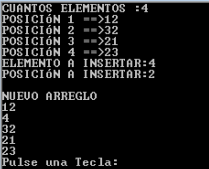 CUANTOS ELEMENTOS :4
POSICIóN 1 ==>12
POSICIóN 2 ==>32
POSICIóN 3 ==>21
POSICIóN 4 ==>23
ELEMENTO A INSERTAR:4
POSICIóN A INSERTAR:2
NUEVO ARREGLO
12
4
32
21
23
Pulse una Tecla: